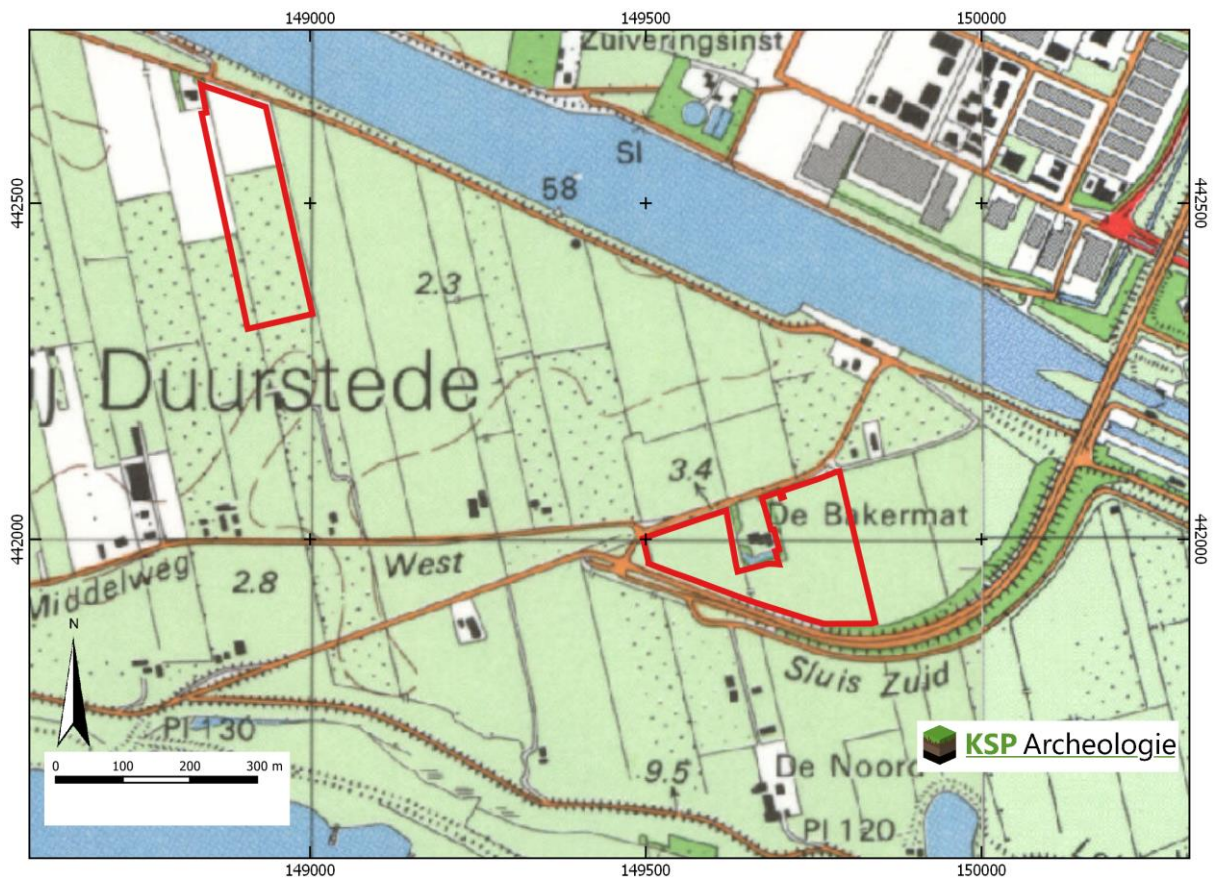 149000
149500
150000
Zuiveringsinst
Sl
58
442500
442500
2.3
ij Duurstede
3.4
De Bakermat
442000
442000
West
Middelweg
2.8
Sluis Zuid
N
Pl 130
KSP Archeologie
0 100 200 300 m
9.5
De Noord
Pl 120
149000
149500
150000